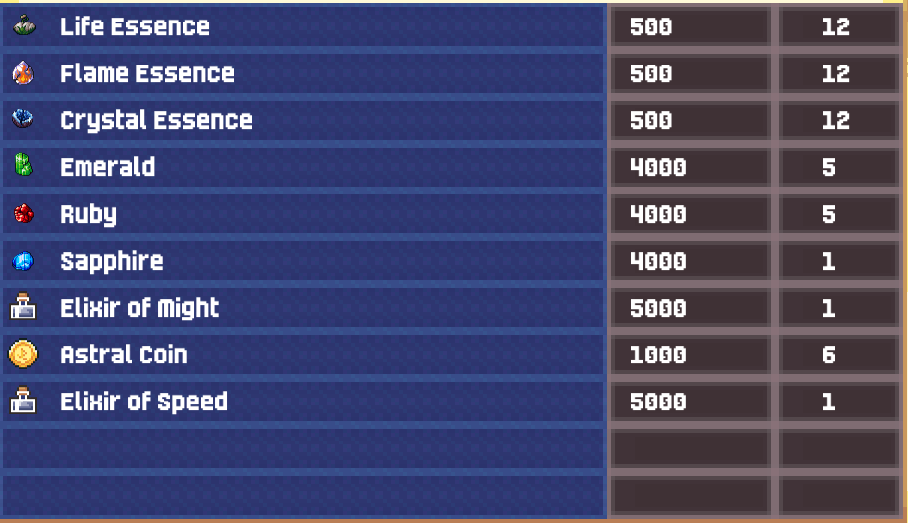 Life Essence 500 12
Flame Essence 500 12
Crystal Essence 500 12
Emerald 4000 5
Ruby 4000 5
Sapphire 4000 1
Elixir of Might 5000 1
Astral Coin 1000 6
Elixir of Speed 5000 1